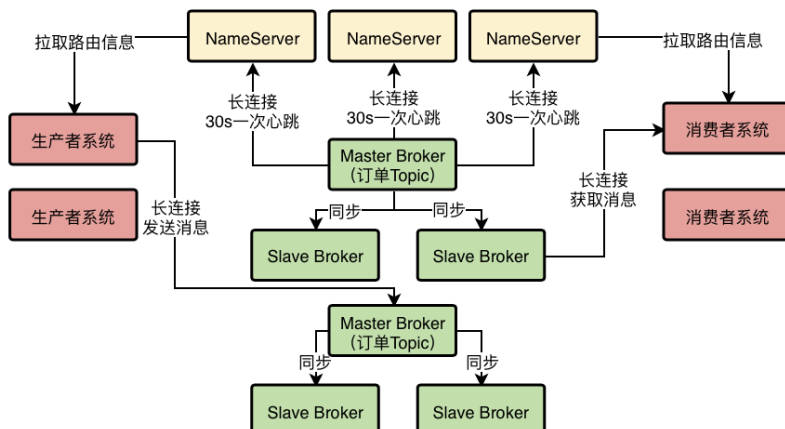 NameServer
NameServer
NameServer
拉取路由信息
拉取路由信息
长连接
30s一次心跳
长连接
30s一次心跳
长连接
30s一次心跳
生产者系统
消费者系统
Master Broker
(订单Topic)
长连接
发送消息
长连接
获取消息
生产者系统
消费者系统
同步
同步
Slave Broker
Slave Broker
Master Broker
(订单Topic)
同步
同步
Slave Broker
Slave Broker